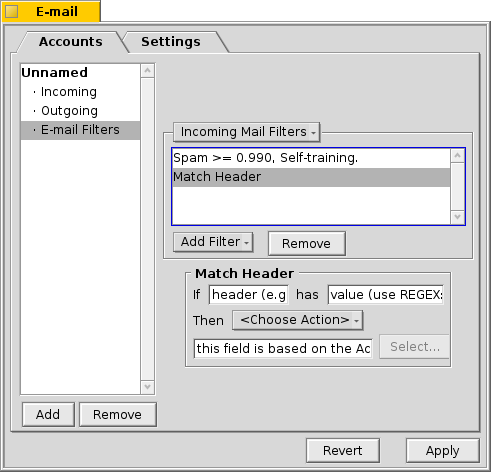 E-mail
Accounts
Settings
Unnamed
· Incoming
· Outgoing
· E-mail Filters
Incoming Mail Filters
Spam >= 0.990, Self-training.
Match Header
Add Filter
Remove
Match Header
If header (e.g has value (use REGEX:
Then <Choose Action>
this field is based on the Ac Select...
Add Remove
Revert Apply